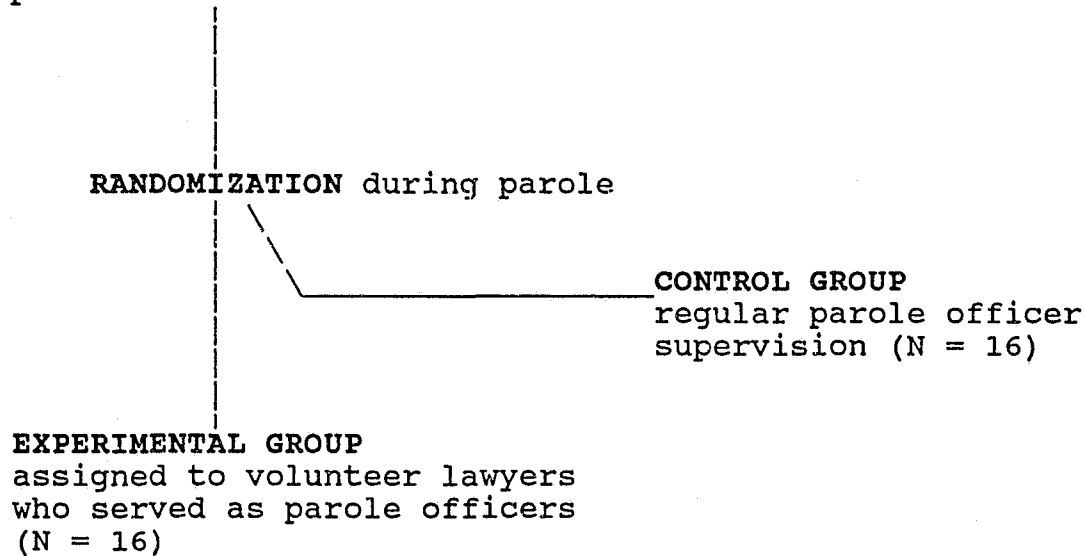 RANDOMIZATION during parole
CONTROL GROUP
regular parole officer
supervision (N = 16)
EXPERIMENTAL GROUP
assigned to volunteer lawyers
who served as parole officers
(N = 16)